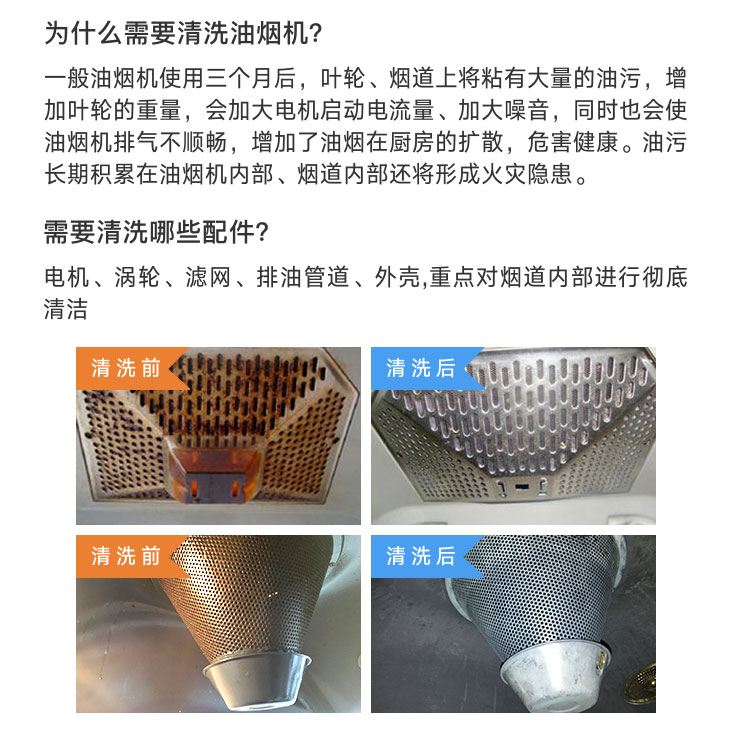 为什么需要清洗油烟机?
一般油烟机使用三个月后，叶轮、烟道上将粘有大量的油污，增
加叶轮的重量，会加大电机启动电流量、加大噪音，同时也会使
油烟机排气不顺畅，增加了油烟在厨房的扩散，危害健康。油污
长期积累在油烟机内部、烟道内部还将形成火灾隐患。
需要清洗哪些配件?
电机、涡轮、滤网、排油管道、外壳,重点对烟道内部进行彻底
清洁
清洗前
清洗后
清洗前
清洗后